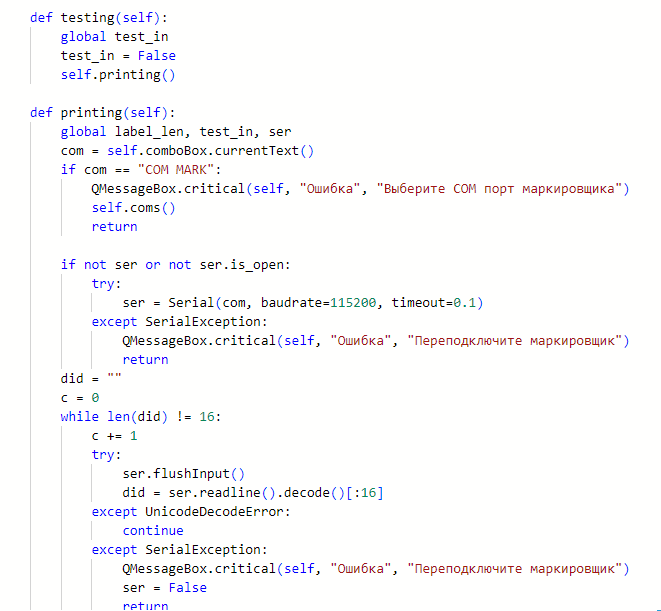 def testing(self):
    global test_in
    test_in = False
    self.printing()

def printing(self):
    global label_len, test_in, ser
    com = self.comboBox.currentText()
    if com == "COM MARK":
        QMessageBox.critical(self, "Ошибка", "Выберите COM порт маркировщика")
        self.coms()
        return

    if not ser or not ser.is_open:
        try:
            ser = Serial(com, baudrate=115200, timeout=0.1)
        except SerialException:
            QMessageBox.critical(self, "Ошибка", "Переподключите маркировщик")
            return
    did = ""
    c = 0
    while len(did) != 16:
        c += 1
        try:
            ser.flushInput()
            did = ser.readline().decode()[:16]
        except UnicodeDecodeError:
            continue
        except SerialException:
            QMessageBox.critical(self, "Ошибка", "Переподключите маркировщик")
            ser = False
            return